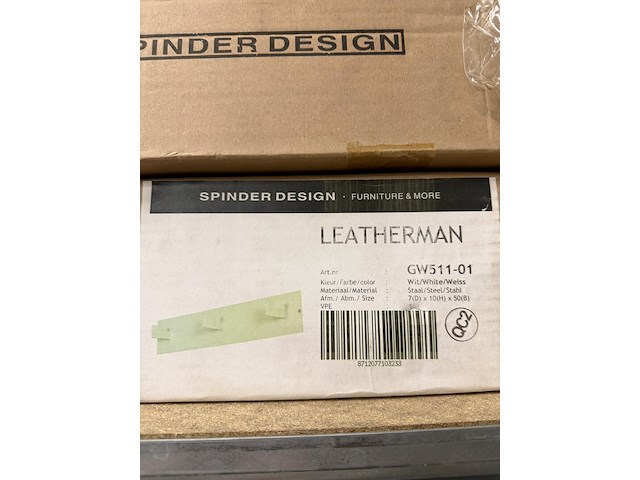 PINDER DESIGN
SPINDER DESIGN · FURNITURE & MORE
LEATHERMAN
Art.nr GW511-01
Kleur/Farbe/color : Wit/White/Weiss
Materiaal/Material : Staal/Steel/Stahl
Afm./ Abm./ Size : 7(D) x 10(H) x 50(B)
VPE
QC2
8712077103233